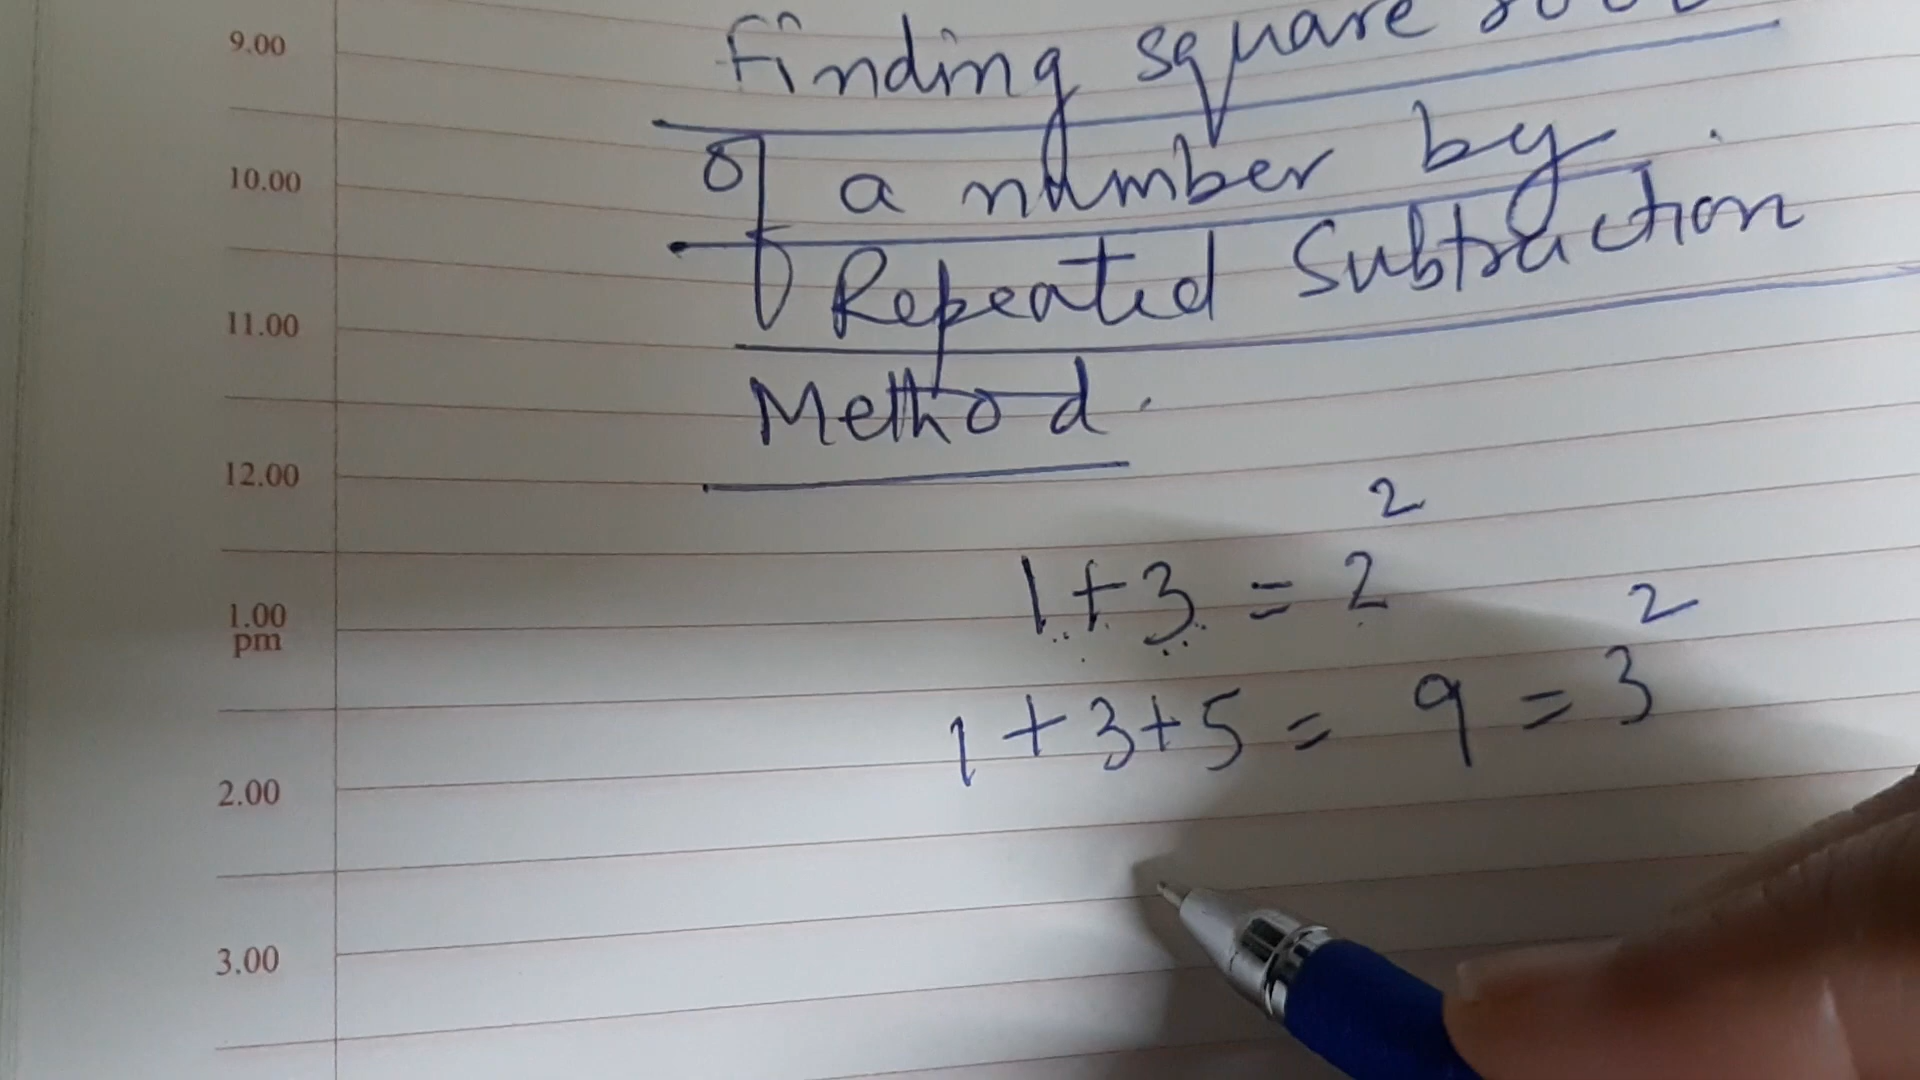 9.00
Finding square root
10.00
of a number by
11.00
Repeated Subtraction
Method.
12.00
1+3 = 2²
1.00
pm
1+3+5 = 9 = 3²
2.00
3.00